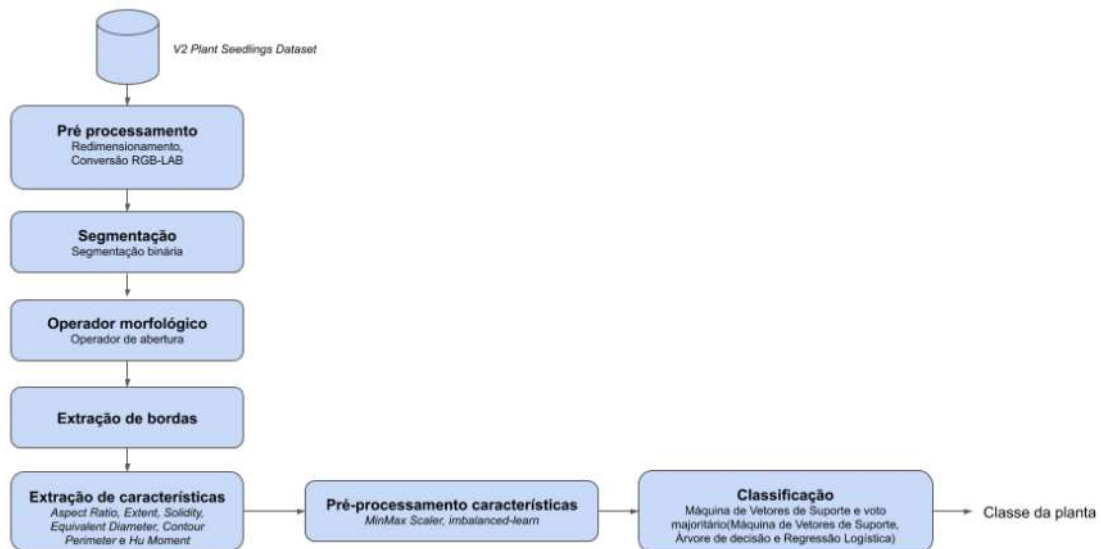 V2 Plant Seedlings Dataset
Pré processamento
Redimensionamento,
Conversão RGB-LAB
Segmentação
Segmentação binária
Operador morfológico
Operador de abertura
Extração de bordas
Extração de características
Aspect Ratio, Extent, Solidity,
Equivalent Diameter, Contour
Perimeter e Hu Moment
Pré-processamento características
MinMax Scaler, imbalanced-learn
Classificação
Máquina de Vetores de Suporte e voto
majoritário(Máquina de Vetores de Suporte,
Árvore de decisão e Regressão Logística)
Classe da planta